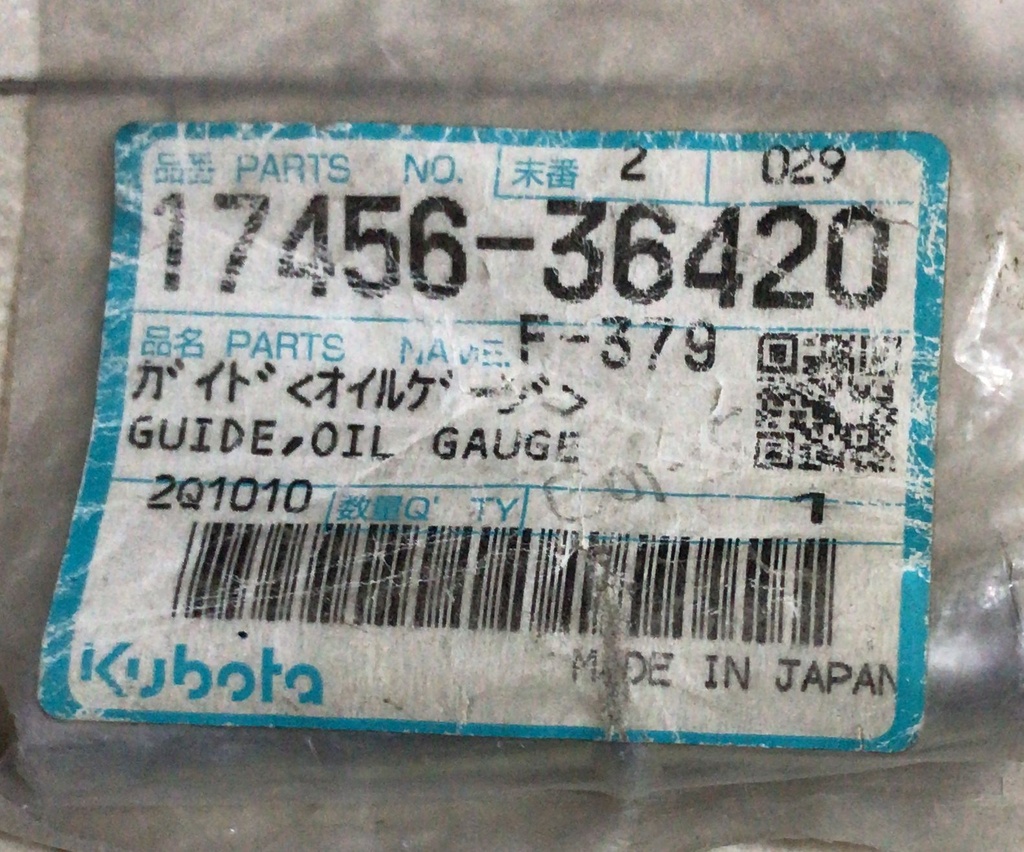 品番 PARTS NO. 末番 2 029
17456-36420
F-379
品名 PARTS NAME
ガイド<オイルゲージ>
GUIDE,OIL GAUGE
2Q1010 数量Q'TY 1
Kubota
MADE IN JAPAN